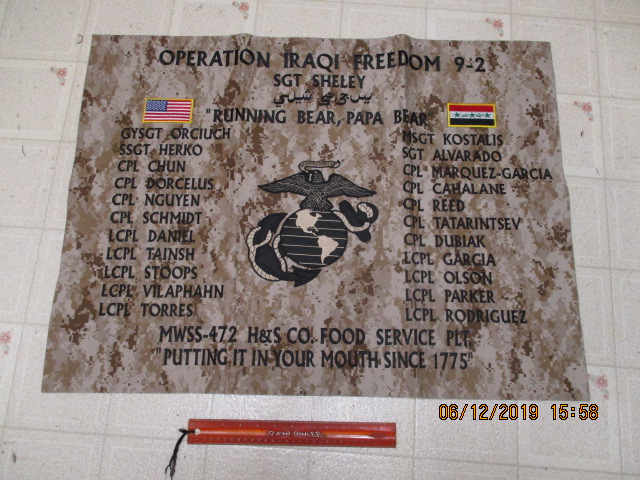 OPERATION IRAQI FREEDOM 9-2
SGT SHELEY
"RUNNING BEAR, PAPA BEAR
GYSGT ORCIUCH
SSGT HERKO
CPL CHUN
CPL DORCELUS
CPL NGUYEN
CPL SCHMIDT
LCPL DANIEL
LCPL TAINSH
LCPL STOOPS
LCPL VILAPHAHN
LCPL TORRES
MSGT KOSTALIS
SGT ALVARADO
CPL MARQUEZ-GARCIA
CPL CAHALANE
CPL REED
CPL TATARINTSEV
CPL DUBIAK
LCPL GARCIA
LCPL OLSON
LCPL PARKER
LCPL RODRIGUEZ
MWSS-472 H&S CO. FOOD SERVICE PLT.
"PUTTING IT IN YOUR MOUTH SINCE 1775"
06/12/2019 15:58